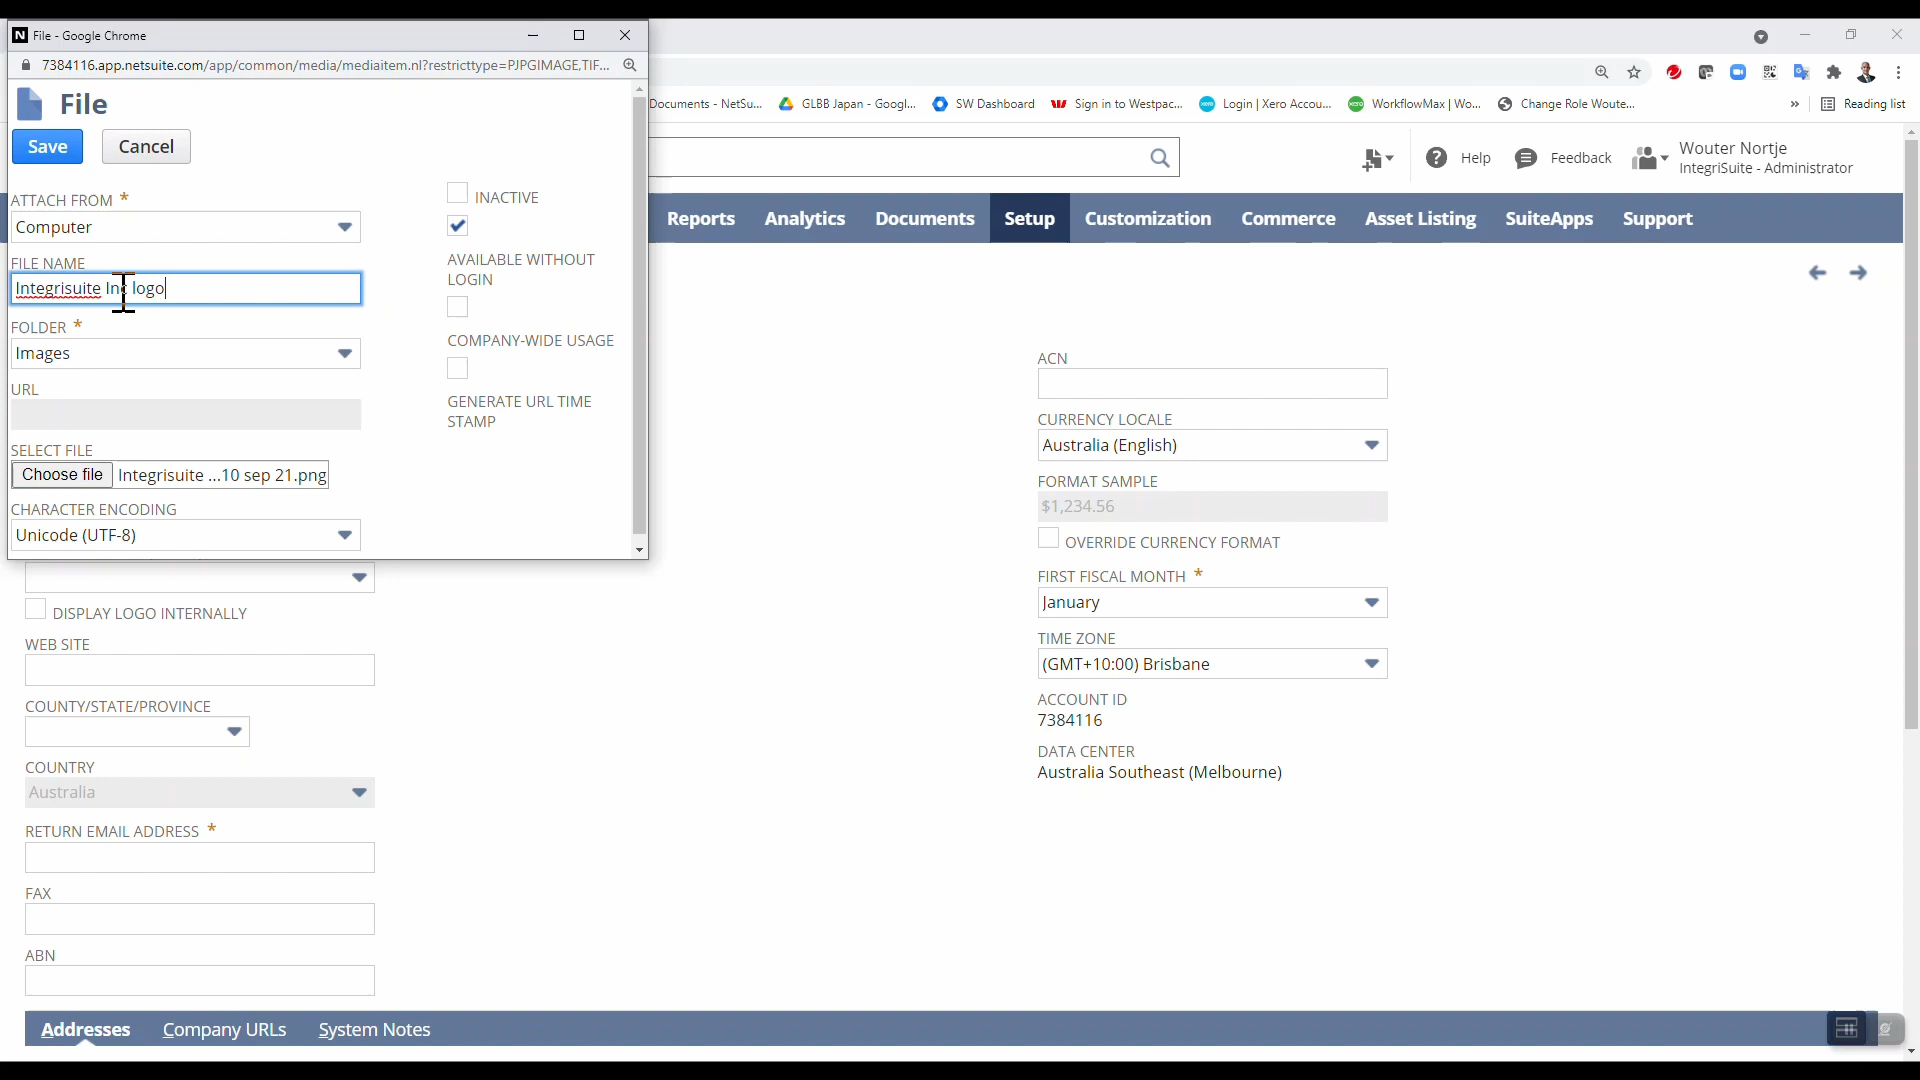 N File - Google Chrome
7384116.app.netsuite.com/app/common/media/mediaitem.nl?restricttype=PJPGIMAGE,TIF...
File
Save
Cancel
ATTACH FROM *
Computer
FILE NAME
Integrisuite Inc logo
FOLDER *
Images
URL
SELECT FILE
Choose file Integrisuite ...10 sep 21.png
CHARACTER ENCODING
Unicode (UTF-8)
INACTIVE
AVAILABLE WITHOUT
LOGIN
COMPANY-WIDE USAGE
GENERATE URL TIME
STAMP
Documents - NetSu... GLBB Japan - Googl... SW Dashboard Sign in to Westpac... Login | Xero Accou... WorkflowMax | Wo... Change Role Woute... » Reading list
Help
Feedback
Wouter Nortje
IntegriSuite - Administrator
Reports Analytics Documents Setup Customization Commerce Asset Listing SuiteApps Support
DISPLAY LOGO INTERNALLY
WEB SITE
COUNTY/STATE/PROVINCE
COUNTRY
Australia
RETURN EMAIL ADDRESS *
FAX
ABN
ACN
CURRENCY LOCALE
Australia (English)
FORMAT SAMPLE
$1,234.56
OVERRIDE CURRENCY FORMAT
FIRST FISCAL MONTH *
January
TIME ZONE
(GMT+10:00) Brisbane
ACCOUNT ID
7384116
DATA CENTER
Australia Southeast (Melbourne)
Addresses Company URLs System Notes